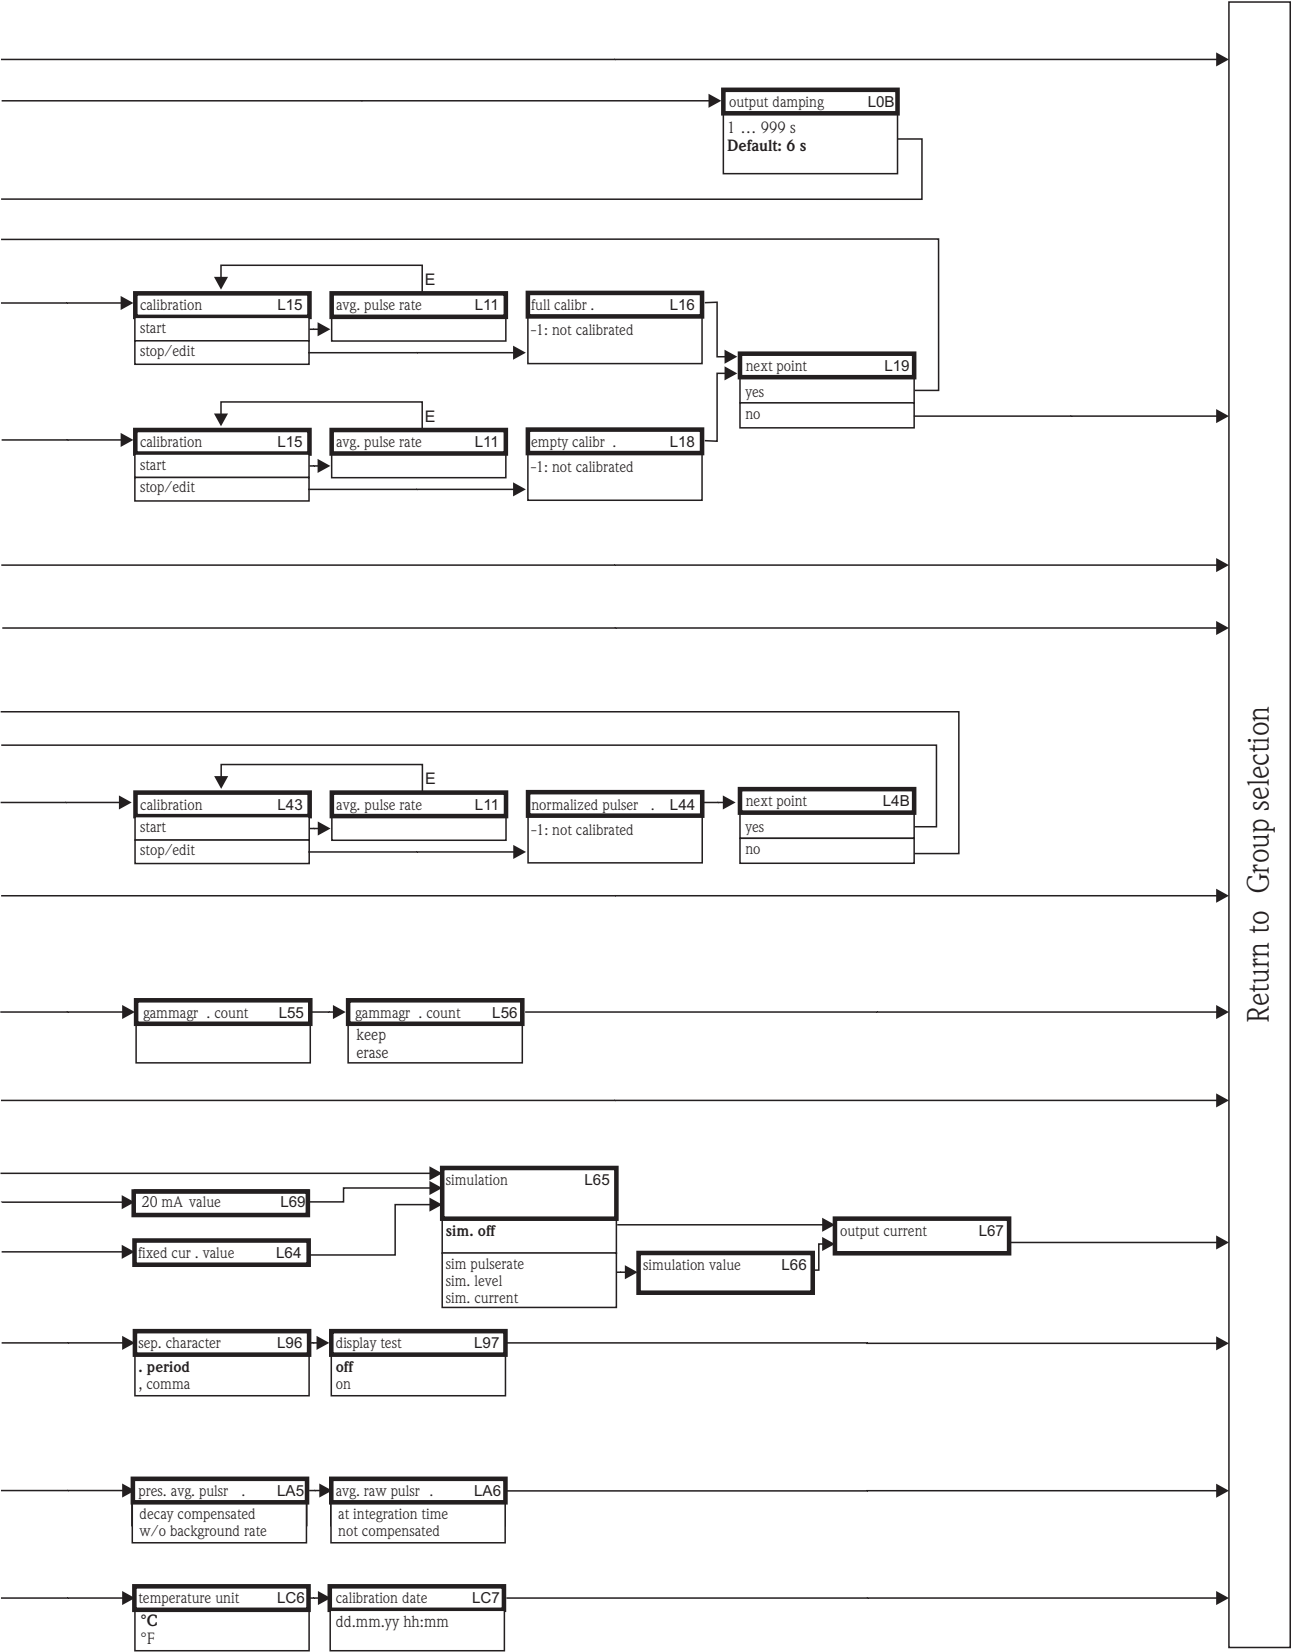 output damping L0B
1 ... 999 s
Default: 6 s
E
calibration L15
start
stop/edit
avg. pulse rate L11
full calibr . L16
-1: not calibrated
next point L19
yes
no
E
calibration L15
start
stop/edit
avg. pulse rate L11
empty calibr . L18
-1: not calibrated
E
calibration L43
start
stop/edit
avg. pulse rate L11
normalized pulser . L44
-1: not calibrated
next point L4B
yes
no
gammagr . count L55
gammagr . count L56
keep
erase
20 mA value L69
fixed cur . value L64
simulation L65
sim. off
sim pulserate
sim. level
sim. current
simulation value L66
output current L67
sep. character L96
. period
, comma
display test L97
off
on
pres. avg. pulsr . LA5
decay compensated
w/o background rate
avg. raw pulsr . LA6
at integration time
not compensated
temperature unit LC6
°C
°F
calibration date LC7
dd.mm.yy hh:mm
Return to Group selection